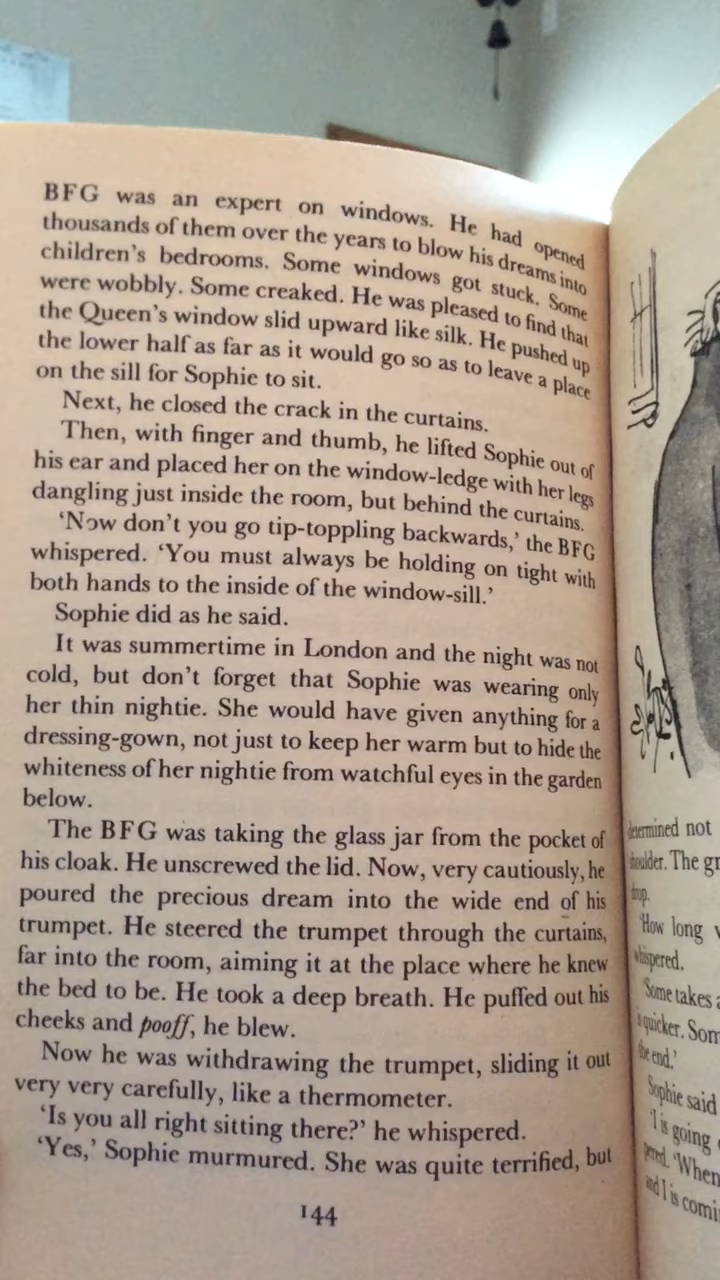 BFG was an expert on windows. He had opened
thousands of them over the years to blow his dreams into
children's bedrooms. Some windows got stuck. Some
were wobbly. Some creaked. He was pleased to find that
the Queen's window slid upward like silk. He pushed up
the lower half as far as it would go so as to leave a place
on the sill for Sophie to sit.
Next, he closed the crack in the curtains.
Then, with finger and thumb, he lifted Sophie out of
his ear and placed her on the window-ledge with her legs
dangling just inside the room, but behind the curtains.
'Now don't you go tip-toppling backwards,' the BFG
whispered. 'You must always be holding on tight with
both hands to the inside of the window-sill.'
Sophie did as he said.
It was summertime in London and the night was not
cold, but don't forget that Sophie was wearing only
her thin nightie. She would have given anything for a
dressing-gown, not just to keep her warm but to hide the
whiteness of her nightie from watchful eyes in the garden
below.
The BFG was taking the glass jar from the pocket of
his cloak. He unscrewed the lid. Now, very cautiously, he
poured the precious dream into the wide end of his
trumpet. He steered the trumpet through the curtains,
far into the room, aiming it at the place where he knew
the bed to be. He took a deep breath. He puffed out his
cheeks and pooff, he blew.
Now he was withdrawing the trumpet, sliding it out
very very carefully, like a thermometer.
'Is you all right sitting there?' he whispered.
'Yes,' Sophie murmured. She was quite terrified, but
144
determined not
shoulder. The
drop.
'How long
whispered.
'Some takes
quicker.
the end.'
Sophie said
'I is going
'When
and I is